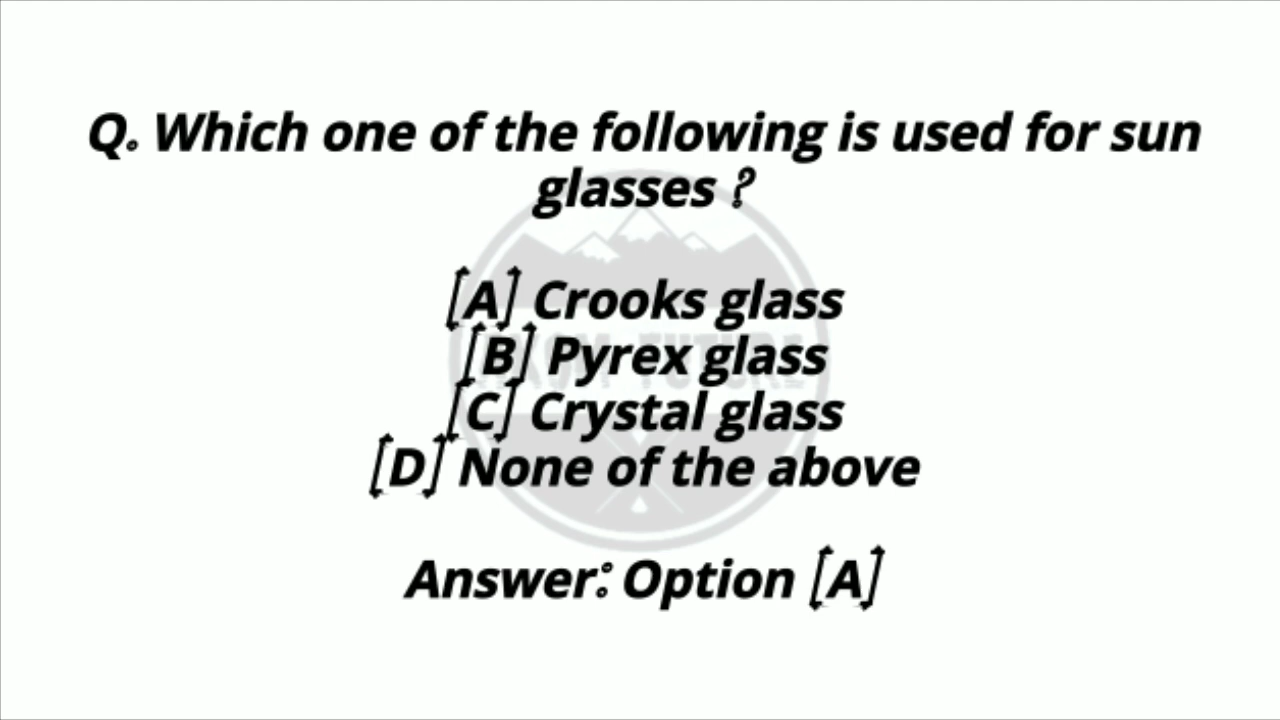 Q. Which one of the following is used for sun
glasses ?
[A] Crooks glass
[B] Pyrex glass
[C] Crystal glass
[D] None of the above
Answer: Option [A]